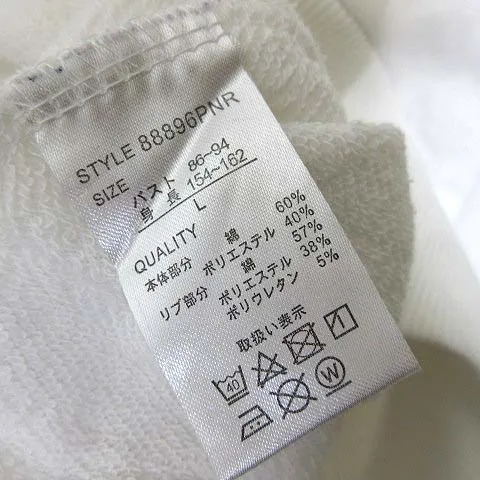 STYLE 88896PNR
SIZE
バスト 86~94
身 長 154~162
L
QUALITY
本体部分 綿 60%
ポリエステル 40%
リブ部分 綿 57%
ポリエステル 38%
ポリウレタン 5%
取扱い表示
40
W